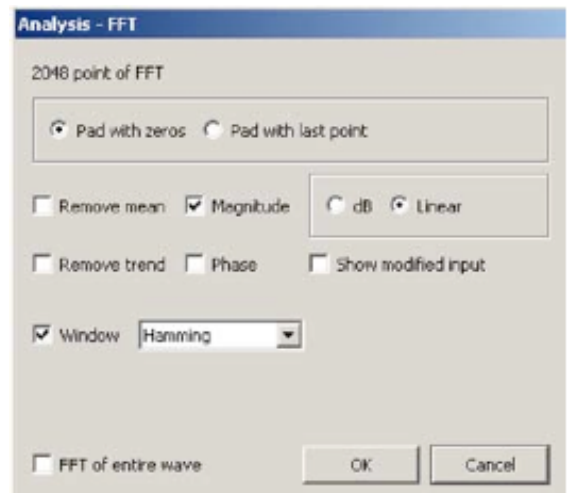 Analysis - FFT
2048 point of FFT
Pad with zeros Pad with last point
Remove mean Magnitude dB Linear
Remove trend Phase Show modified input
Window Hamming
FFT of entire wave OK Cancel